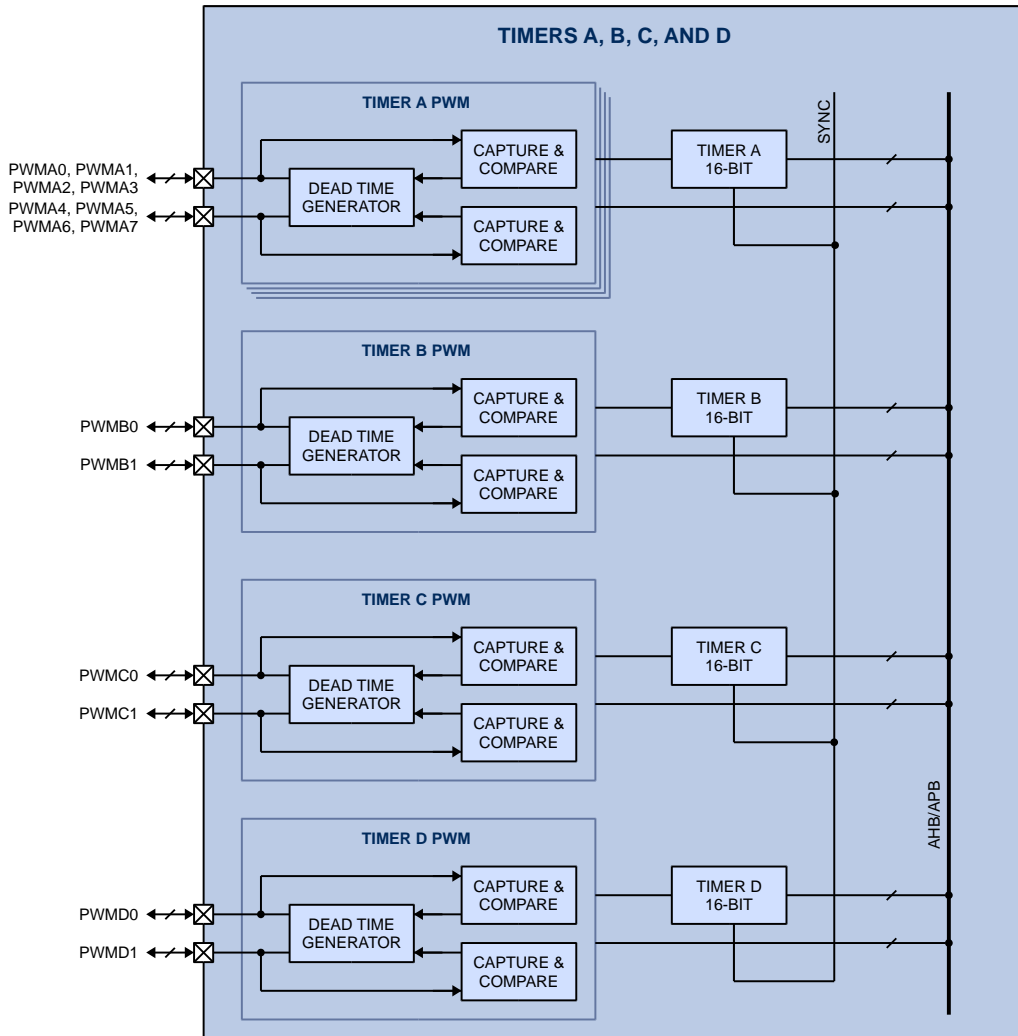 TIMERS A, B, C, AND D
TIMER A PWM
SYNC
PWMA0, PWMA1,
PWMA2, PWMA3
PWMA4, PWMA5,
PWMA6, PWMA7
DEAD TIME
GENERATOR
CAPTURE &
COMPARE
CAPTURE &
COMPARE
TIMER A
16-BIT
TIMER B PWM
PWMB0
PWMB1
DEAD TIME
GENERATOR
CAPTURE &
COMPARE
CAPTURE &
COMPARE
TIMER B
16-BIT
TIMER C PWM
PWMC0
PWMC1
DEAD TIME
GENERATOR
CAPTURE &
COMPARE
CAPTURE &
COMPARE
TIMER C
16-BIT
AHB/APB
TIMER D PWM
PWMD0
PWMD1
DEAD TIME
GENERATOR
CAPTURE &
COMPARE
CAPTURE &
COMPARE
TIMER D
16-BIT